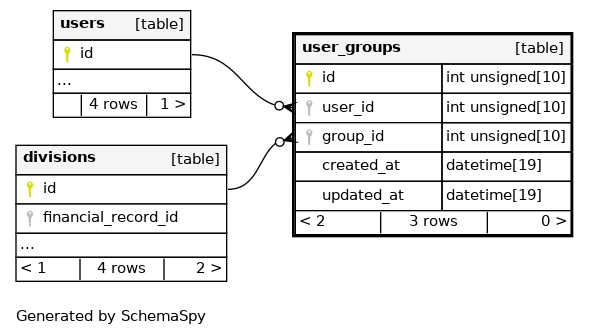 users [table]
id
...
4 rows 1 >
divisions [table]
id
financial_record_id
...
< 1 4 rows 2 >
user_groups [table]
id int unsigned[10]
user_id int unsigned[10]
group_id int unsigned[10]
created_at datetime[19]
updated_at datetime[19]
< 2 3 rows 0 >
Generated by SchemaSpy